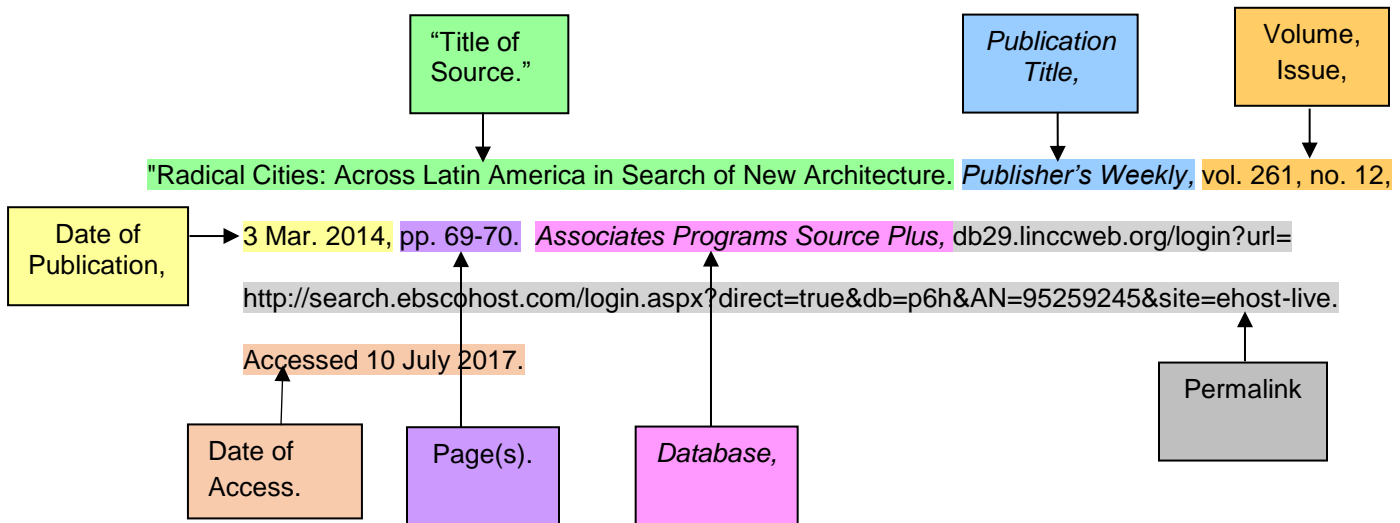 “Title of
Source.”
Publication
Title,
Volume,
Issue,
"Radical Cities: Across Latin America in Search of New Architecture. Publisher’s Weekly, vol. 261, no. 12,
Date of
Publication,
3 Mar. 2014, pp. 69-70. Associates Programs Source Plus, db29.linccweb.org/login?url=
http://search.ebscohost.com/login.aspx?direct=true&db=p6h&AN=95259245&site=ehost-live.
Accessed 10 July 2017.
Date of
Access.
Page(s).
Database,
Permalink